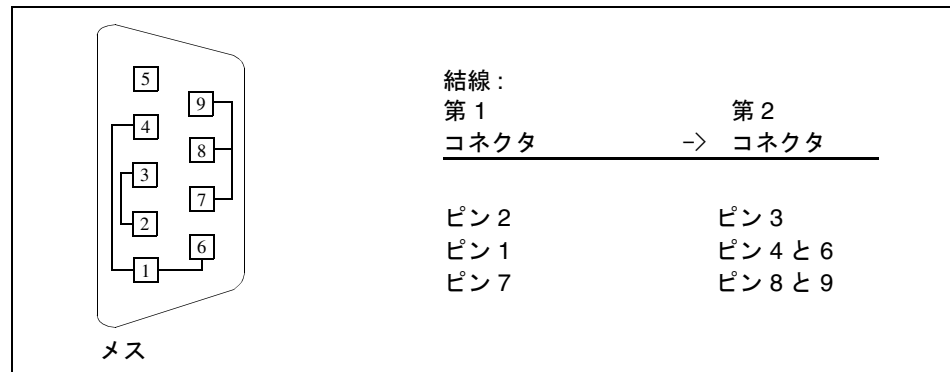 5
9
4
8
3
7
2
6
1
メス
結線 :
第 1 第 2
コネクタ –> コネクタ
ピン 2 ピン 3
ピン 1 ピン 4 と 6
ピン 7 ピン 8 と 9